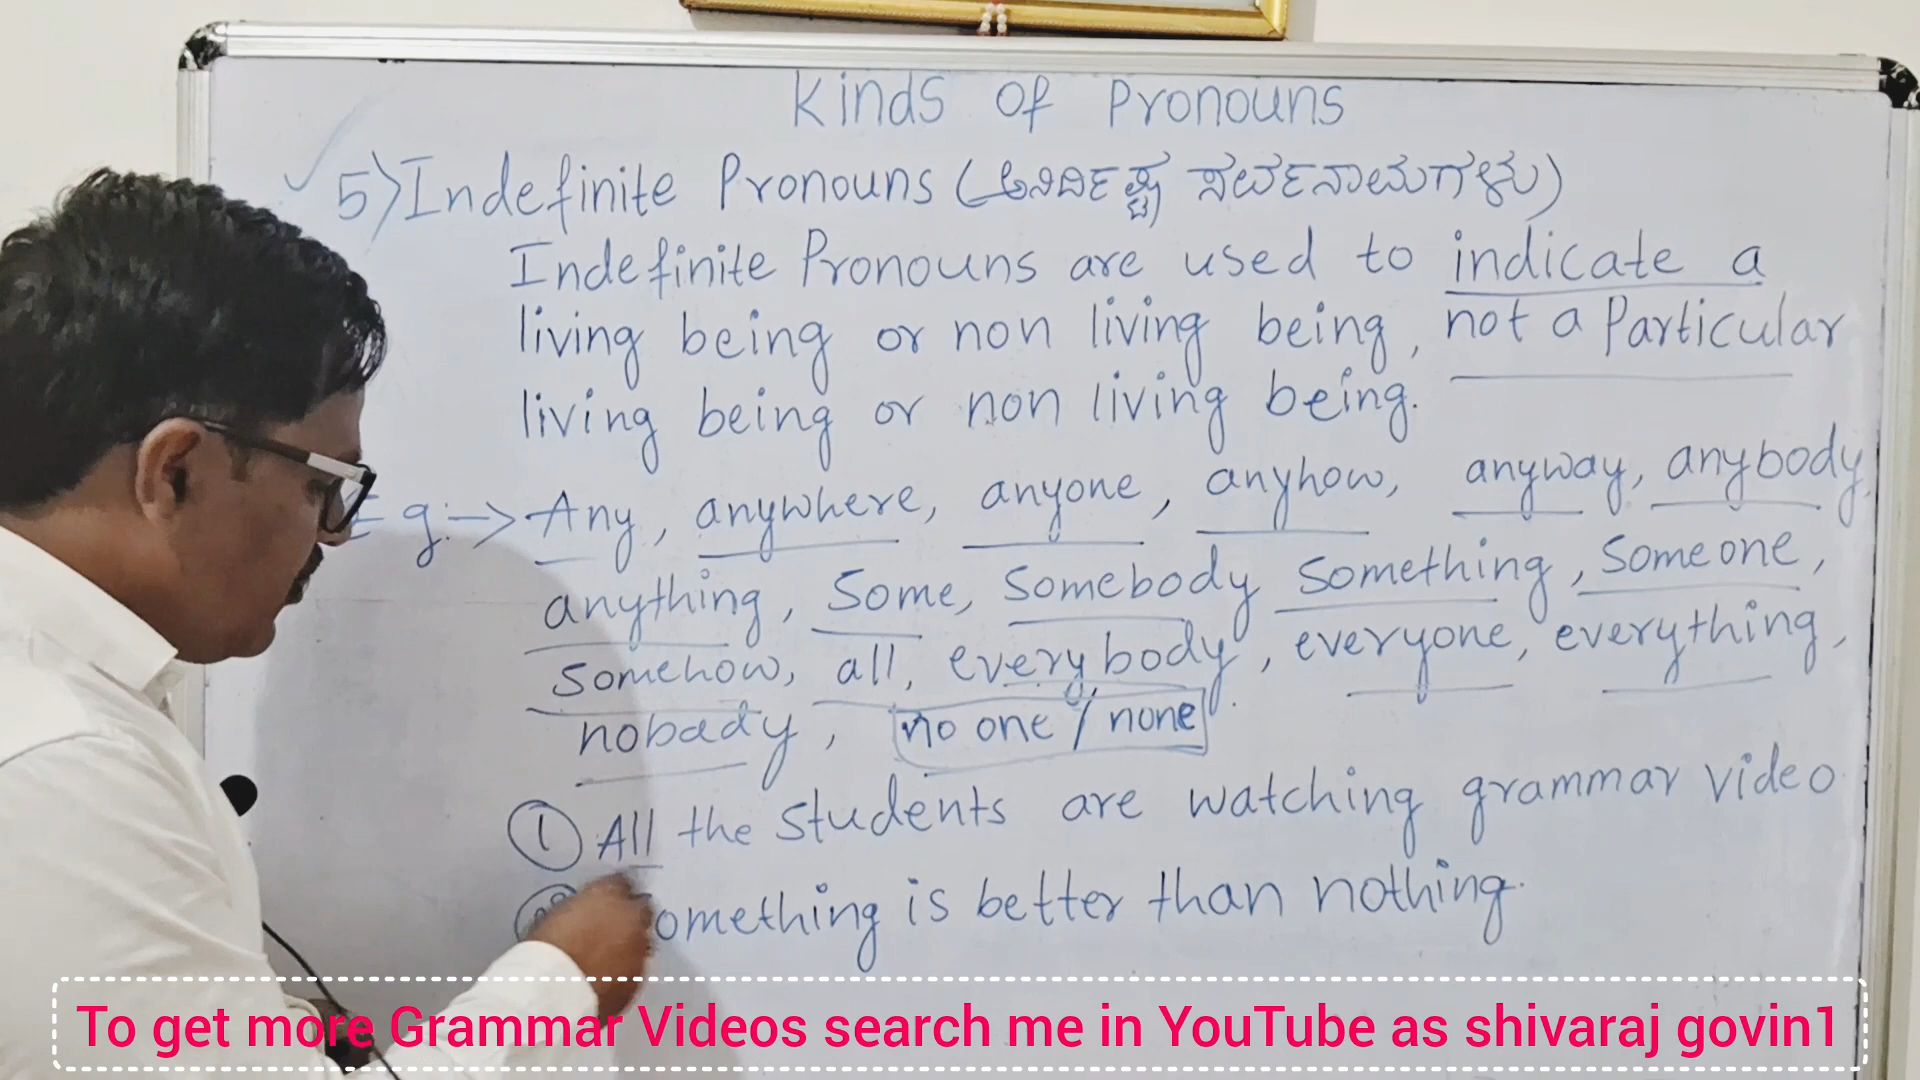 Kinds of Pronouns
5) Indefinite Pronouns (ಅನಿರ್ದಿಷ್ಟ ಸರ್ವನಾಮಗಳು)
Indefinite Pronouns are used to indicate a
living being or non living being, not a Particular
living being or non living being.
Eg:-> Any, anywhere, anyone, anyhow, anyway, anybody,
anything, Some, Somebody Something, Someone,
Somehow, all, everybody, everyone, everything,
nobady, no one / none
① All the Students are watching grammar video
omething is better than nothing.
To get more Grammar Videos search me in YouTube as shivaraj govin1